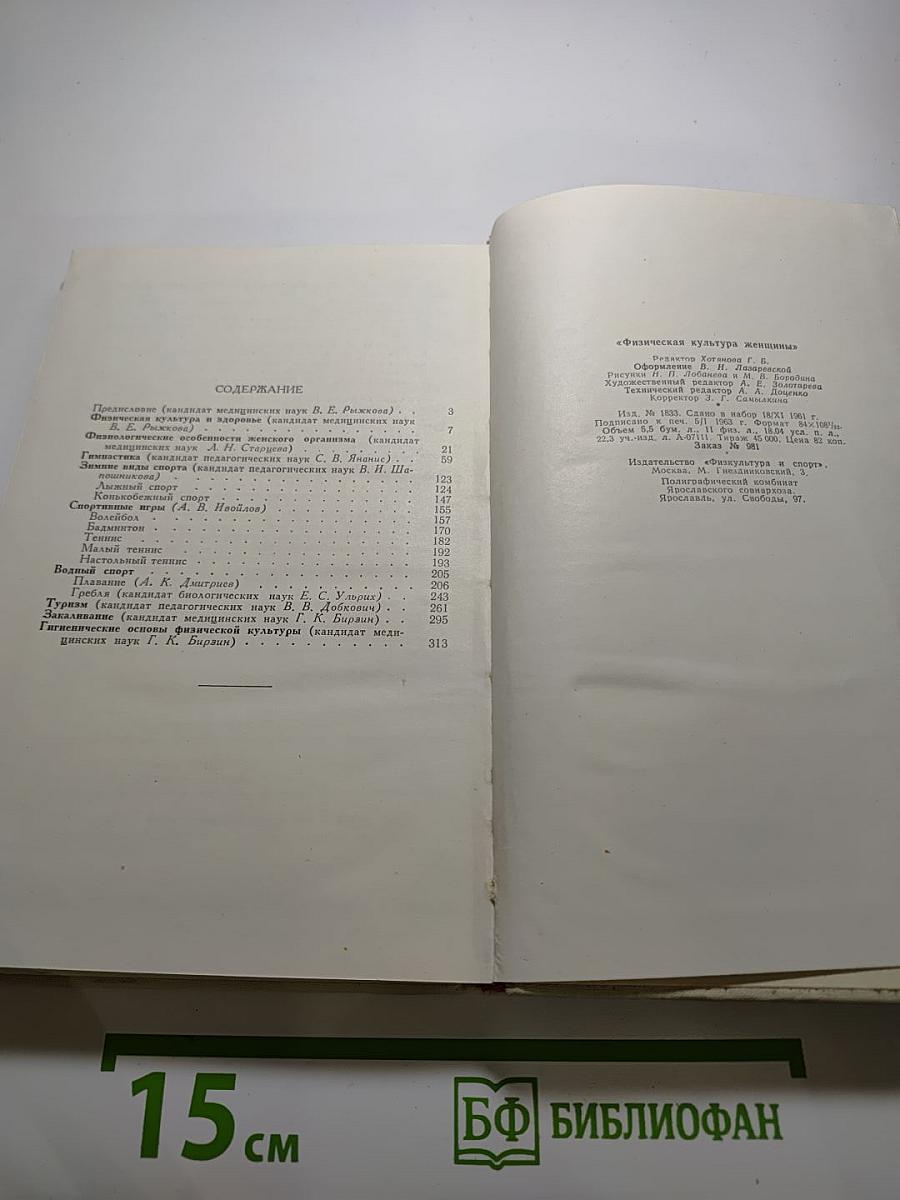 СОДЕРЖАНИЕ
Предисловие (кандидат медицинских наук В. Е. Рыжкова) . . 3
Физическая культура и здоровье (кандидат медицинских наук
В. Е. Рыжкова) . . . . . . . . . . . . . 7
Физиологические особенности женского организма (кандидат
медицинских наук Л. Н. Старцева) . . . . . . . 21
Гимнастика (кандидат педагогических наук С. В. Янанис) . . 59
Зимние виды спорта (кандидат педагогических наук В. И. Ша-
пошникова) . . . . . . . . . . . . . . 123
Лыжный спорт . . . . . . . . . . . . . 124
Конькобежный спорт . . . . . . . . . . . 147
Спортивные игры (А. В. Ивойлов) . . . . . . . . 155
Волейбол . . . . . . . . . . . . . . . 157
Бадминтон . . . . . . . . . . . . . . . 170
Теннис . . . . . . . . . . . . . . . . 182
Малый теннис . . . . . . . . . . . . . . 192
Настольный теннис . . . . . . . . . . . . 193
Водный спорт . . . . . . . . . . . . . . . 205
Плавание (А. К. Дмитриев) . . . . . . . . . 206
Гребля (кандидат биологических наук Е. С. Ульрих) . . 243
Туризм (кандидат педагогических наук В. В. Добкович) . . 261
Закаливание (кандидат медицинских наук Г. К. Бирзин) . . 295
Гигиенические основы физической культуры (кандидат меди-
цинских наук Г. К. Бирзин) . . . . . . . . . . 313
«Физическая культура женщины»
Редактор Хотянова Г. Б.
Оформление В. Н. Лазаревской
Рисунки Н. П. Лобанева и М. В. Бородина
Художественный редактор А. Е. Золотарева
Технический редактор А. А. Доценко
Корректор З. Г. Самылкина
Изд. № 1833. Сдано в набор 18/XI 1961 г.
Подписано к печ. 5/I 1963 г. Формат 84×108¹/₃₂.
Объем 5,5 бум. л., 11 физ. л., 18,04 усл. п. л.,
22,3 уч.-изд. л. А-07111. Тираж 45 000. Цена 82 коп.
Заказ № 981
Издательство «Физкультура и спорт»,
Москва, М. Гнездниковский, 3.
Полиграфический комбинат
Ярославского совнархоза.
Ярославль, ул. Свободы, 97.
15 см
БФ БИБЛИОФАН